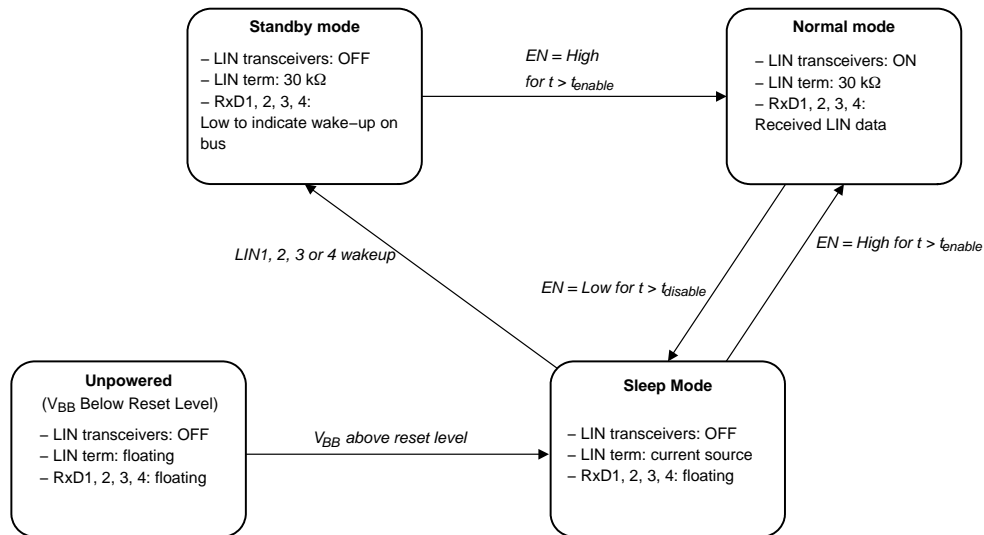 Standby mode
– LIN transceivers: OFF
– LIN term: 30 kΩ
– RxD1, 2, 3, 4:
Low to indicate wake–up on
bus
EN = High
for t > tenable
Normal mode
– LIN transceivers: ON
– LIN term: 30 kΩ
– RxD1, 2, 3, 4:
Received LIN data
LIN1, 2, 3 or 4 wakeup
EN = High for t > tenable
EN = Low for t > tdisable
Unpowered
(VBB Below Reset Level)
– LIN transceivers: OFF
– LIN term: floating
– RxD1, 2, 3, 4: floating
VBB above reset level
Sleep Mode
– LIN transceivers: OFF
– LIN term: current source
– RxD1, 2, 3, 4: floating